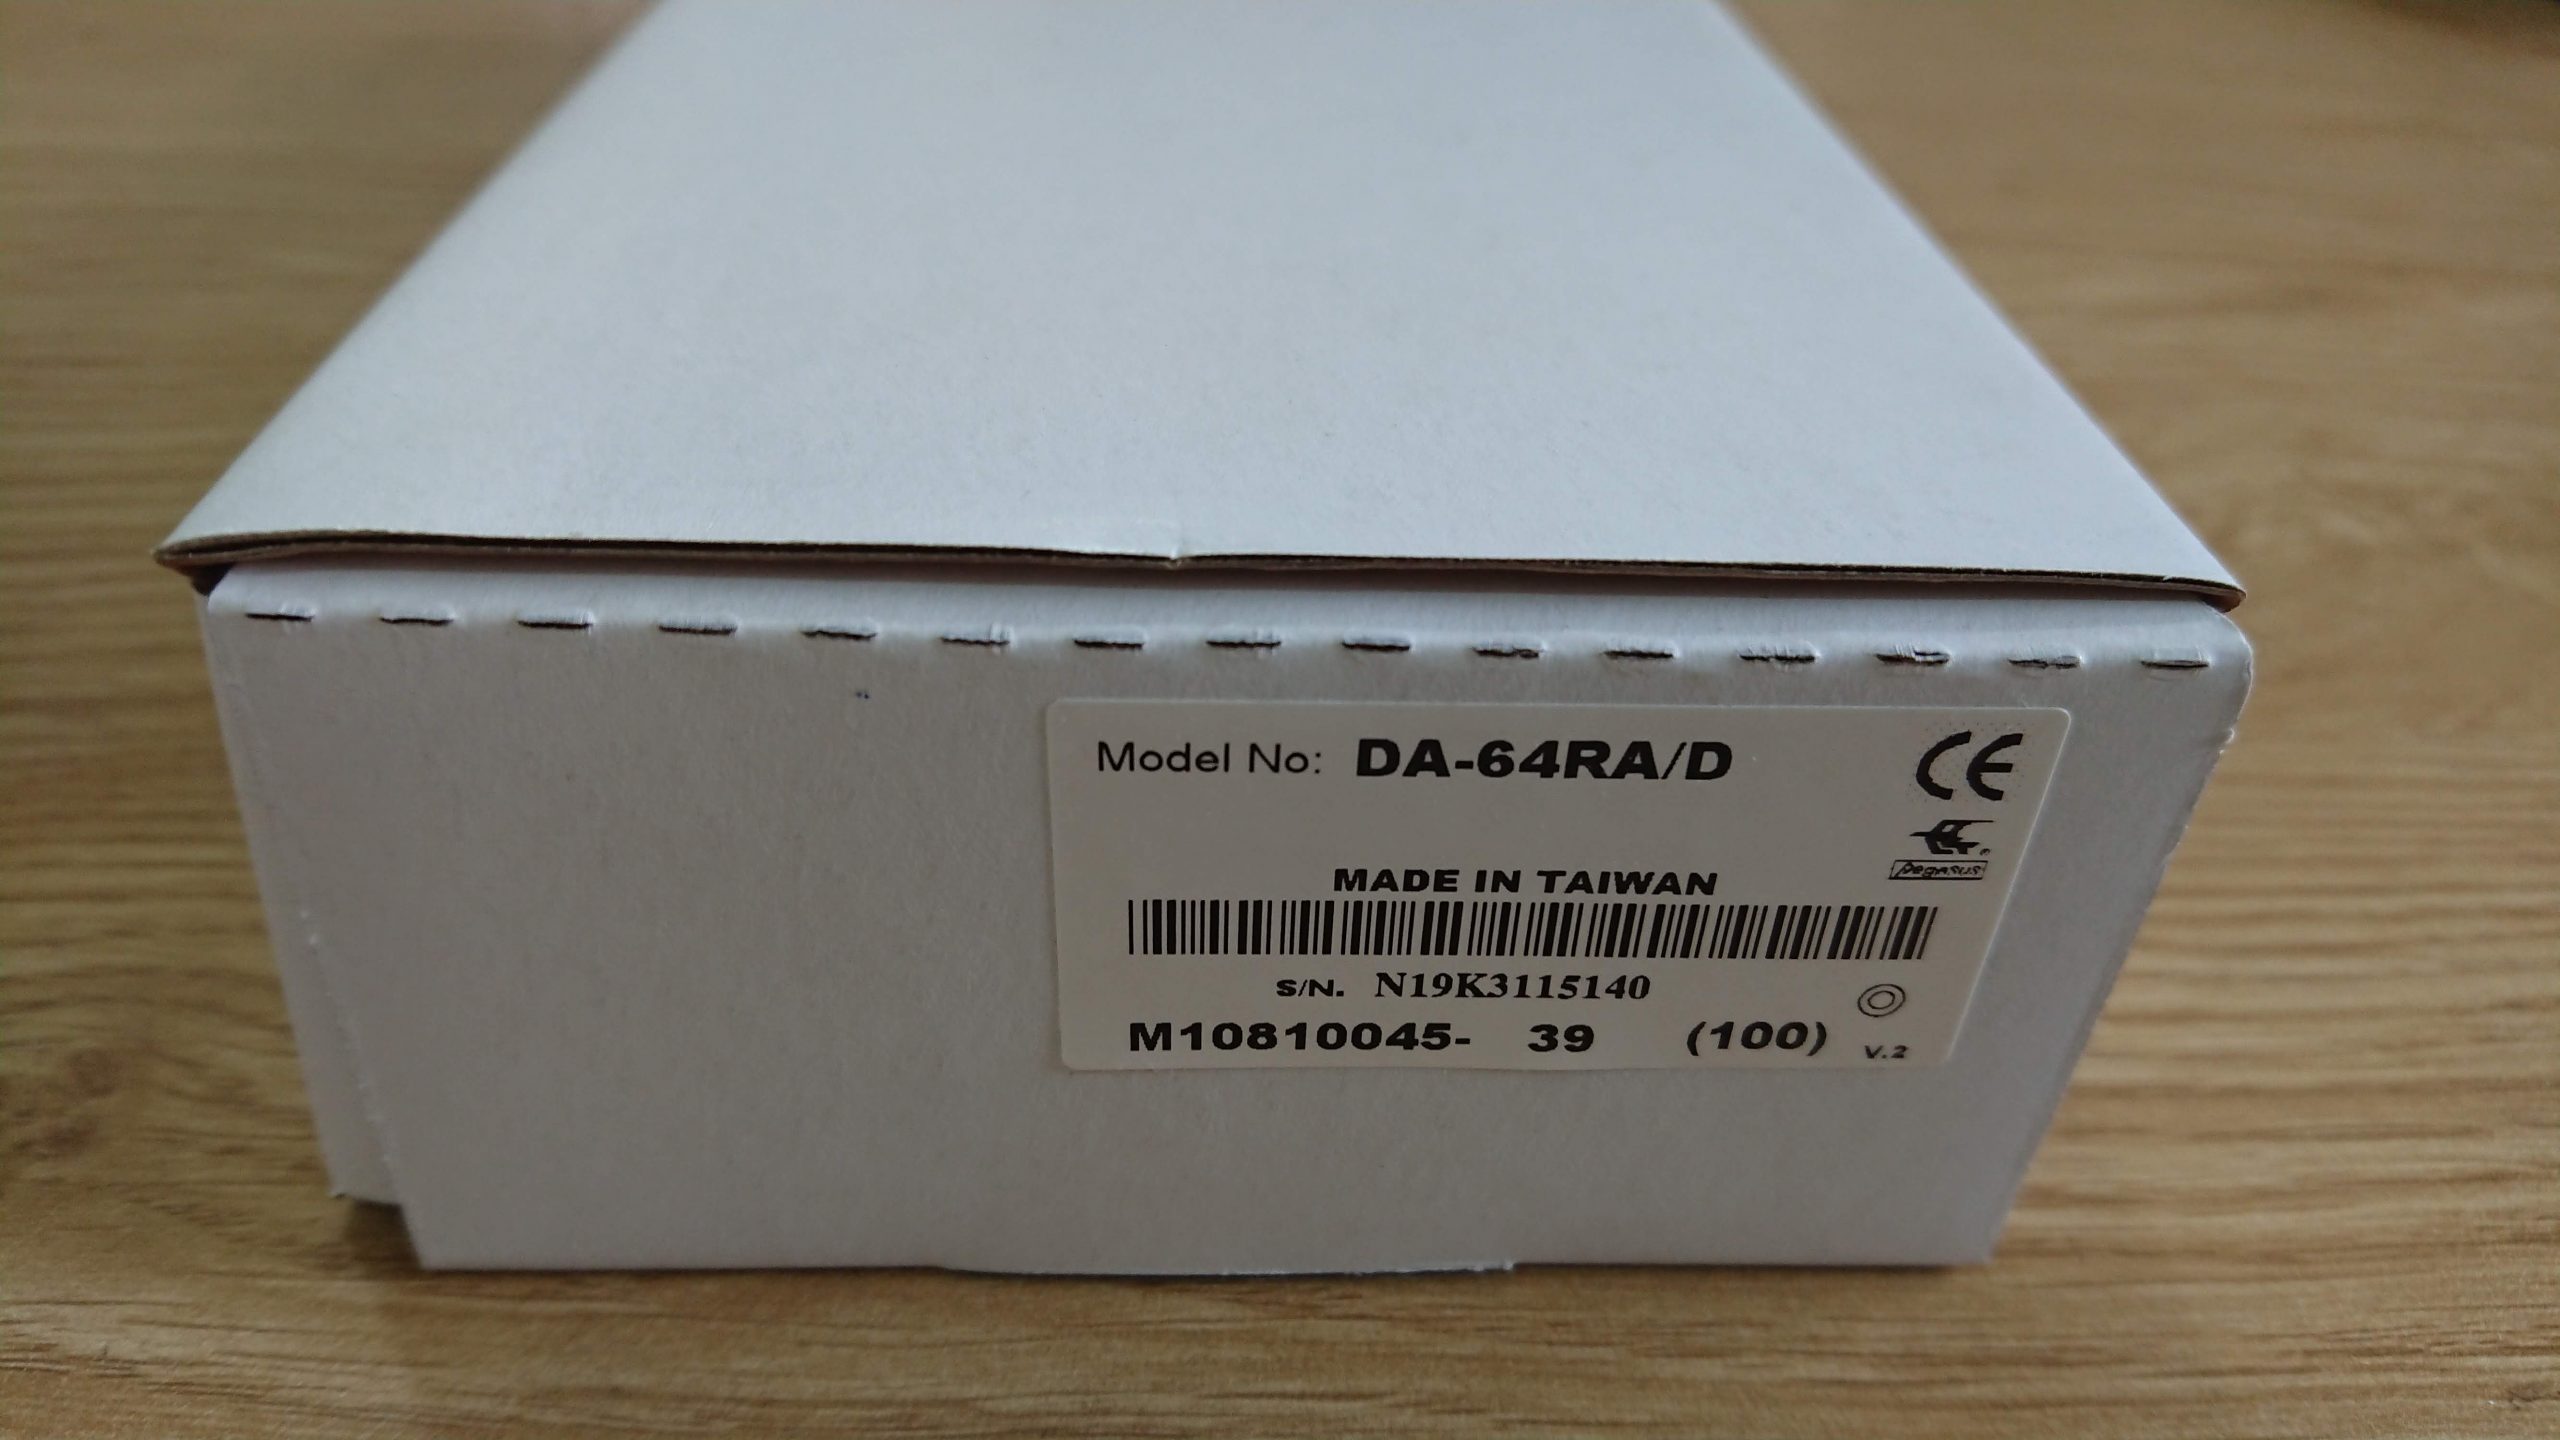 Model No: DA-64RA/D
CE
pegasus
MADE IN TAIWAN
S/N. N19K3115140
M10810045- 39 (100) V.2